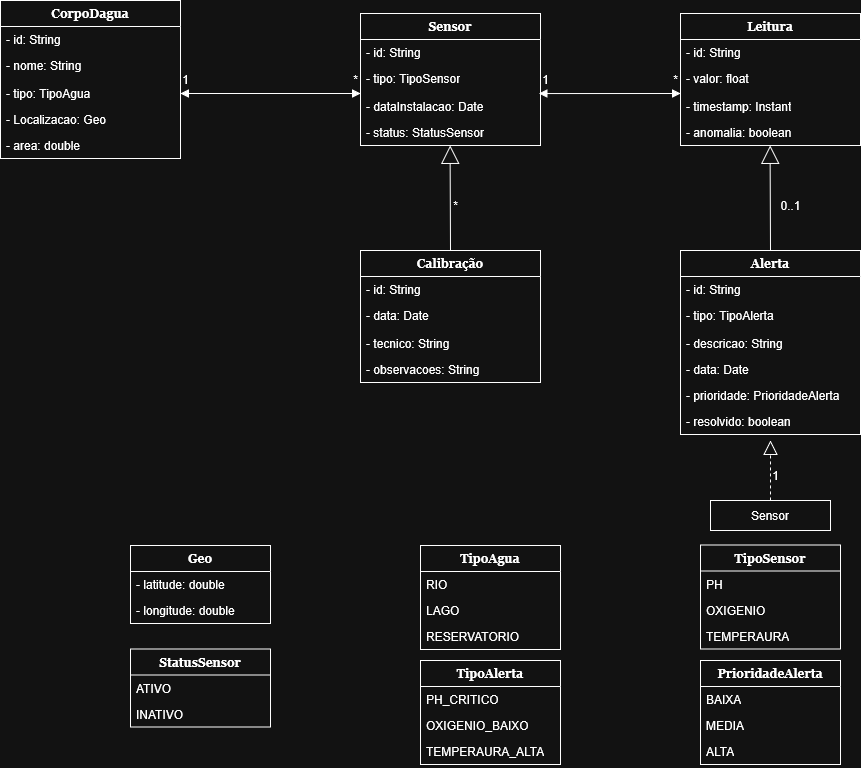 CorpoDagua
- id: String
- nome: String
- tipo: TipoAgua
- Localizacao: Geo
- area: double
1
*
Sensor
- id: String
- tipo: TipoSensor
- dataInstalacao: Date
- status: StatusSensor
1
*
Leitura
- id: String
- valor: float
- timestamp: Instant
- anomalia: boolean
*
0..1
Calibração
- id: String
- data: Date
- tecnico: String
- observacoes: String
Alerta
- id: String
- tipo: TipoAlerta
- descricao: String
- data: Date
- prioridade: PrioridadeAlerta
- resolvido: boolean
1
Sensor
Geo
- latitude: double
- longitude: double
TipoAgua
RIO
LAGO
RESERVATORIO
TipoSensor
PH
OXIGENIO
TEMPERAURA
StatusSensor
ATIVO
INATIVO
TipoAlerta
PH_CRITICO
OXIGENIO_BAIXO
TEMPERAURA_ALTA
PrioridadeAlerta
BAIXA
MEDIA
ALTA